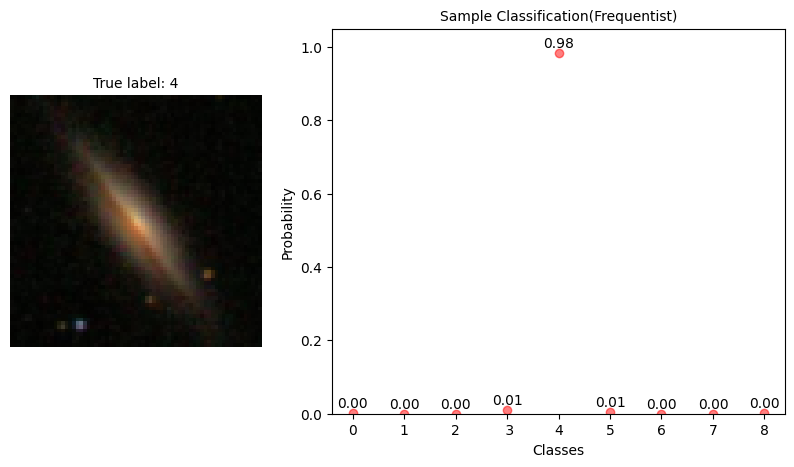 True label: 4
Sample Classification(Frequentist)
Probability
1.0
0.8
0.6
0.4
0.2
0.0
0.98
0.00 0.00 0.00 0.01 0.01 0.00 0.00 0.00
0 1 2 3 4 5 6 7 8
Classes